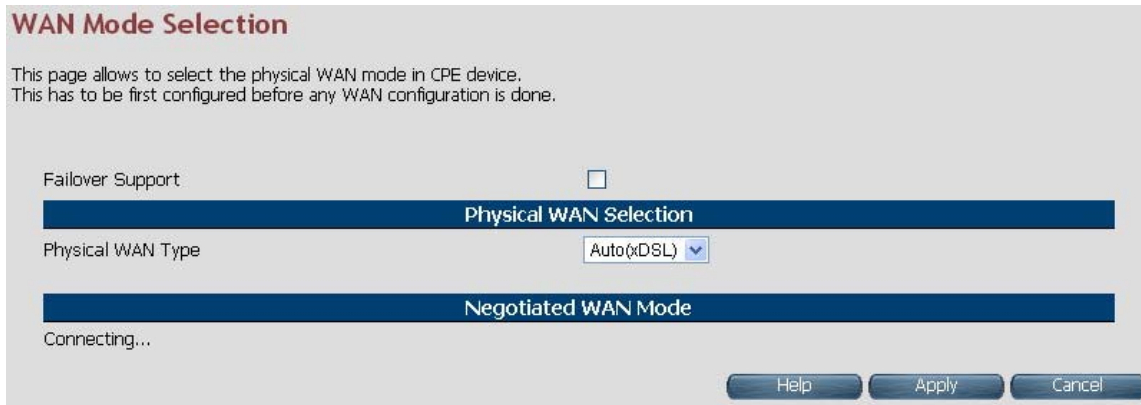 WAN Mode Selection
This page allows to select the physical WAN mode in CPE device.
This has to be first configured before any WAN configuration is done.
Failover Support
Physical WAN Selection
Physical WAN Type Auto(xDSL)
Negotiated WAN Mode
Connecting...
Help Apply Cancel